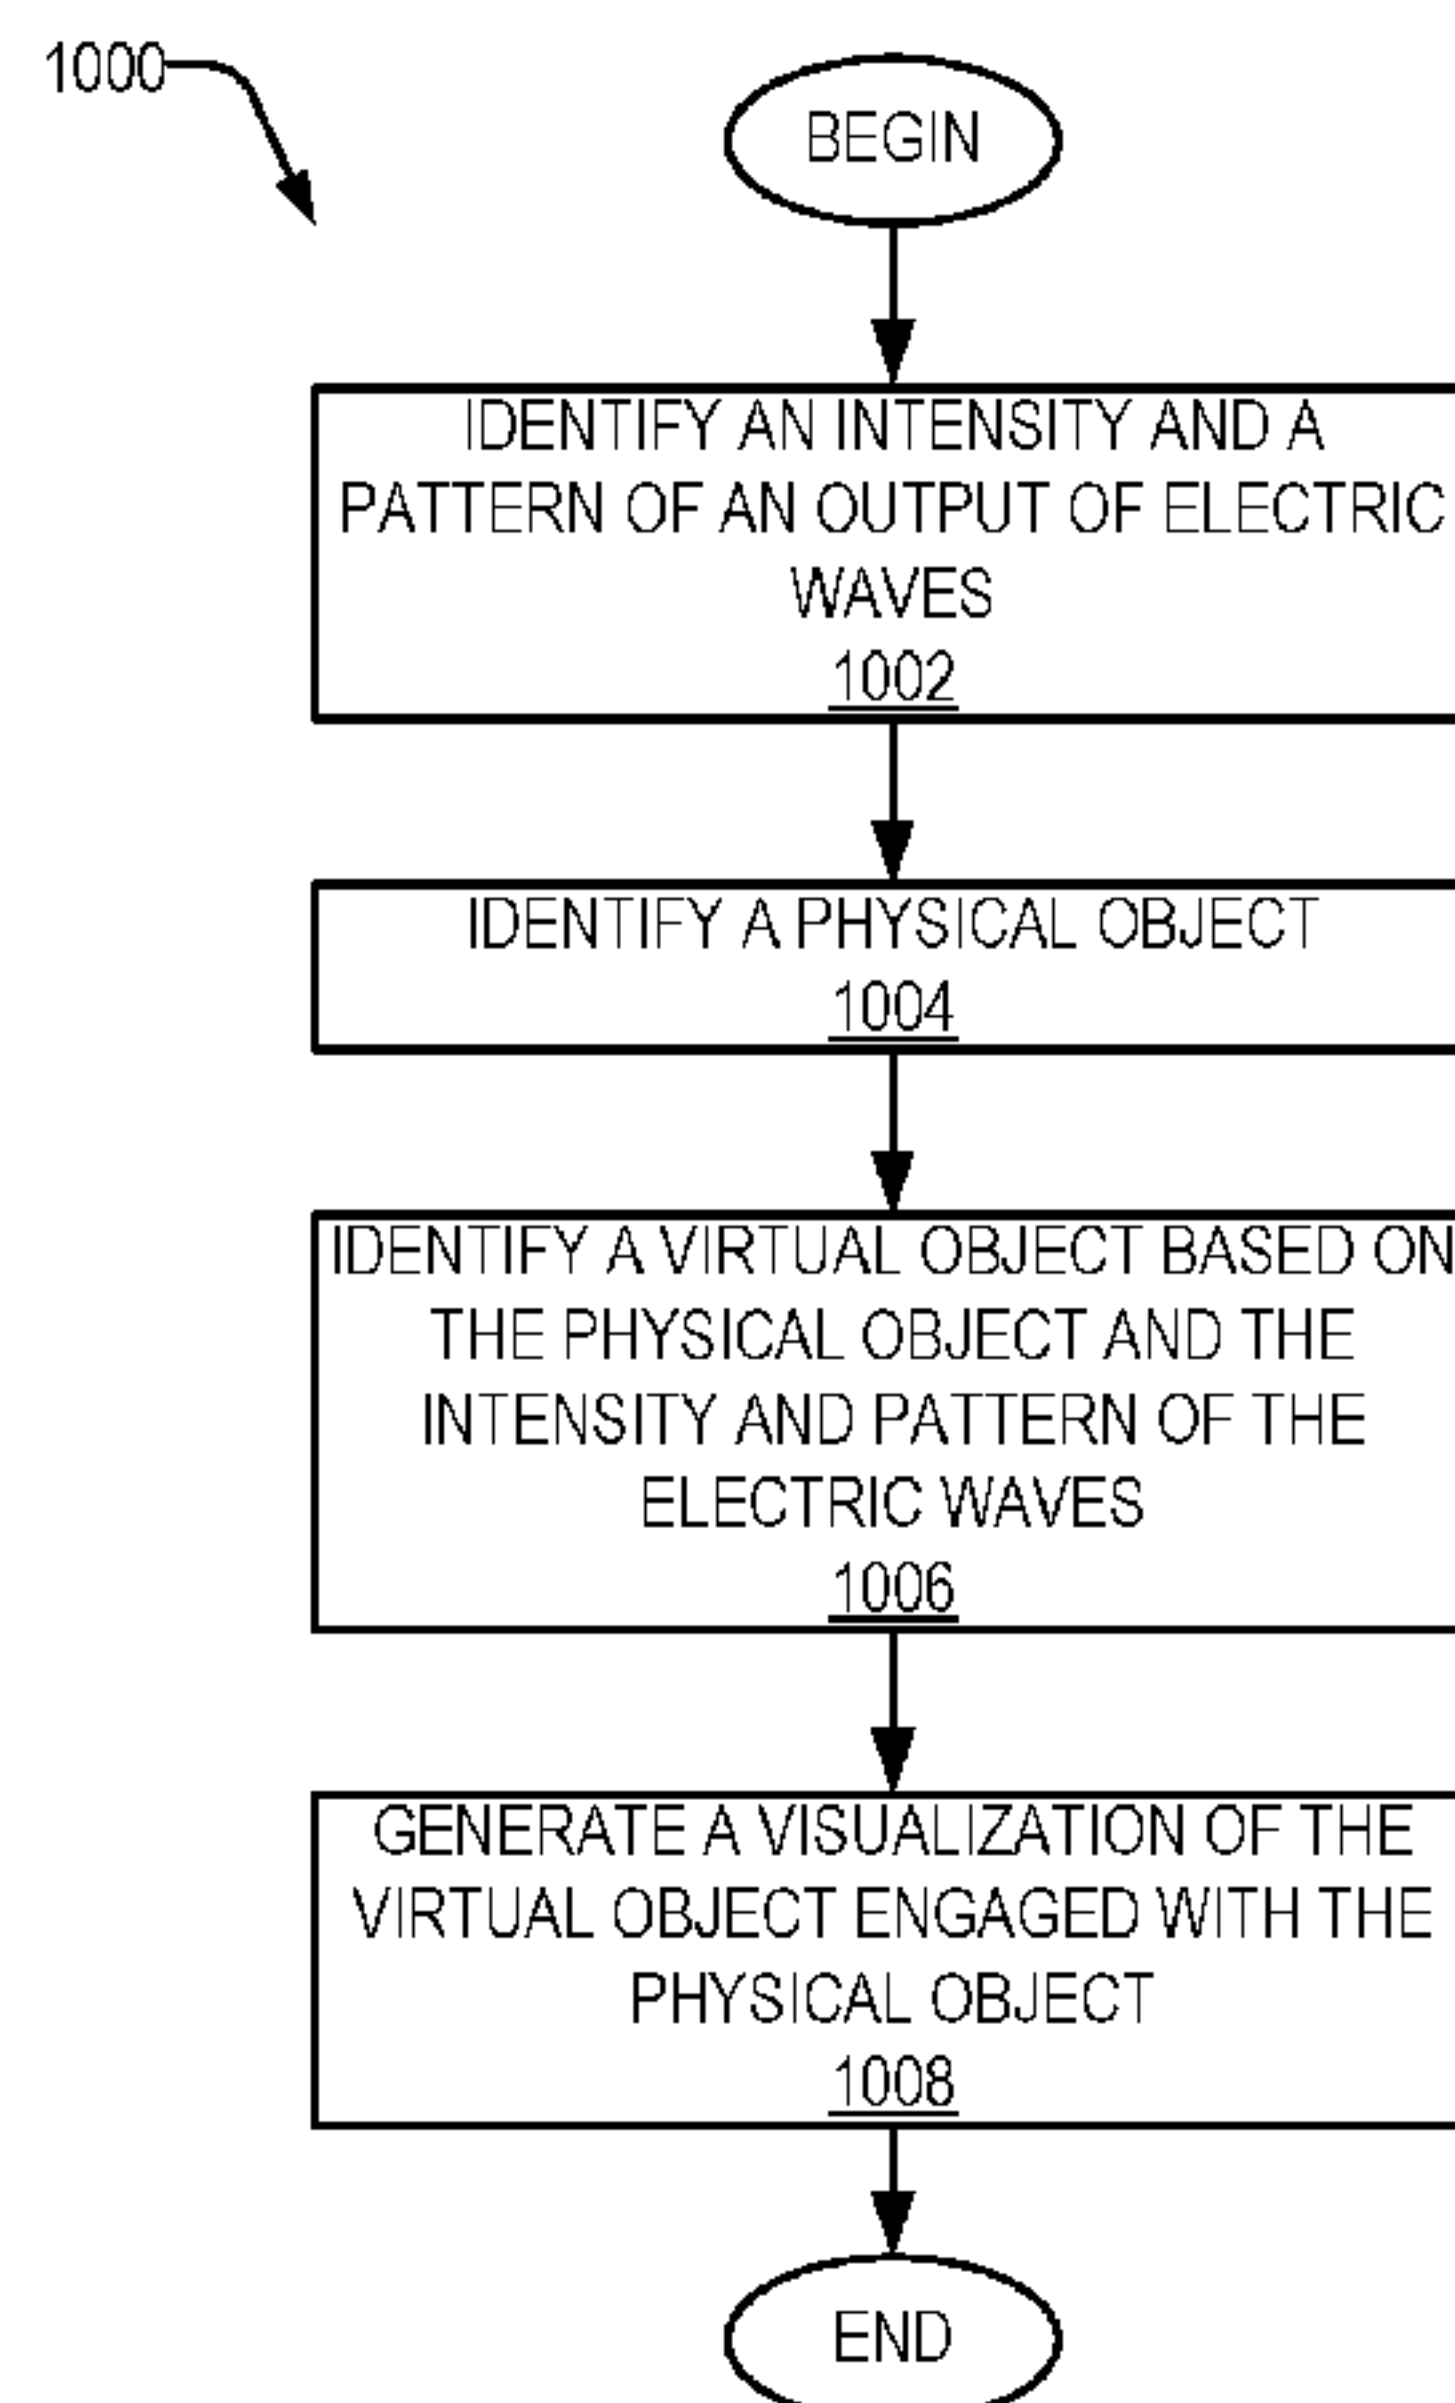 1000
BEGIN
IDENTIFY AN INTENSITY AND A
PATTERN OF AN OUTPUT OF ELECTRIC
WAVES
1002
IDENTIFY A PHYSICAL OBJECT
1004
IDENTIFY A VIRTUAL OBJECT BASED ON
THE PHYSICAL OBJECT AND THE
INTENSITY AND PATTERN OF THE
ELECTRIC WAVES
1006
GENERATE A VISUALIZATION OF THE
VIRTUAL OBJECT ENGAGED WITH THE
PHYSICAL OBJECT
1008
END